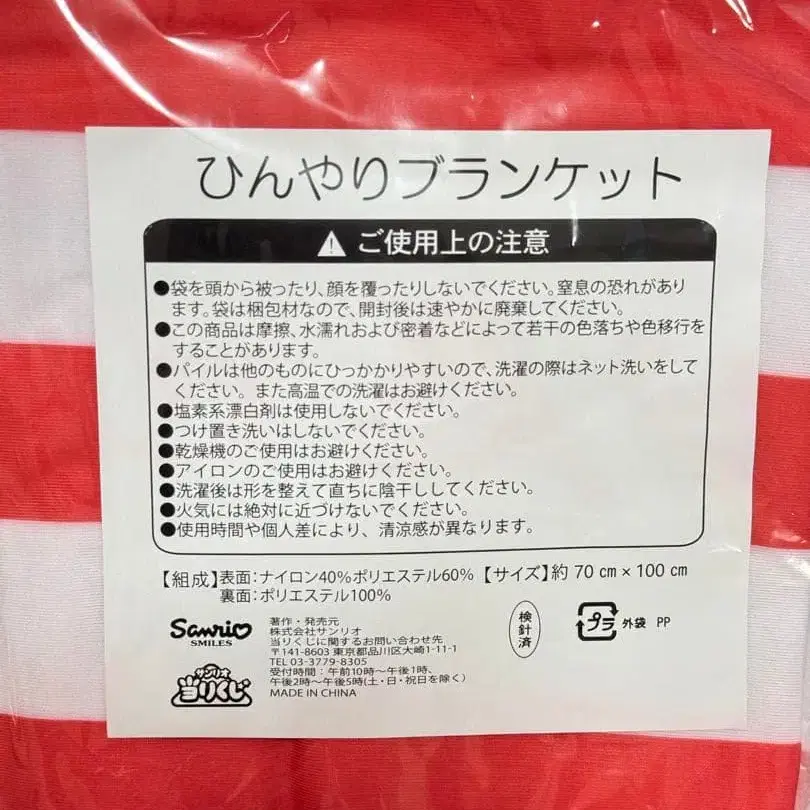 ひんやりブランケット
ご使用上の注意
●袋を頭から被ったり、顔を覆ったりしないでください。窒息の恐れがあり
ます。袋は梱包材なので、開封後は速やかに廃棄してください。
●この商品は摩擦、水濡れおよび密着などによって若干の色落ちや色移行を
することがあります。
●パイルは他のものにひっかかりやすいので、洗濯の際はネット洗いをして
ください。また高温での洗濯はお避けください。
●塩素系漂白剤は使用しないでください。
●つけ置き洗いはしないでください。
●乾燥機のご使用はお避けください。
●アイロンのご使用はお避けください。
●洗濯後は形を整えて直ちに陰干ししてください。
●火気には絶対に近づけないでください。
●使用時間や個人差により、清涼感が異なります。
【組成】表面:ナイロン40%ポリエステル60%【サイズ】約 70 cm × 100 cm
裏面:ポリエステル100%
Sanrio
SMILES
サンリオ
当りくじ
著作・発売元
株式会社サンリオ
当りくじに関するお問い合わせ先
〒141-8603 東京都品川区大崎1-11-1
TEL 03-3779-8305
受付時間:午前10時～午後1時、
午後2時～午後5時(土・日・祝日を除く)
MADE IN CHINA
検針済
プラ 外袋 PP